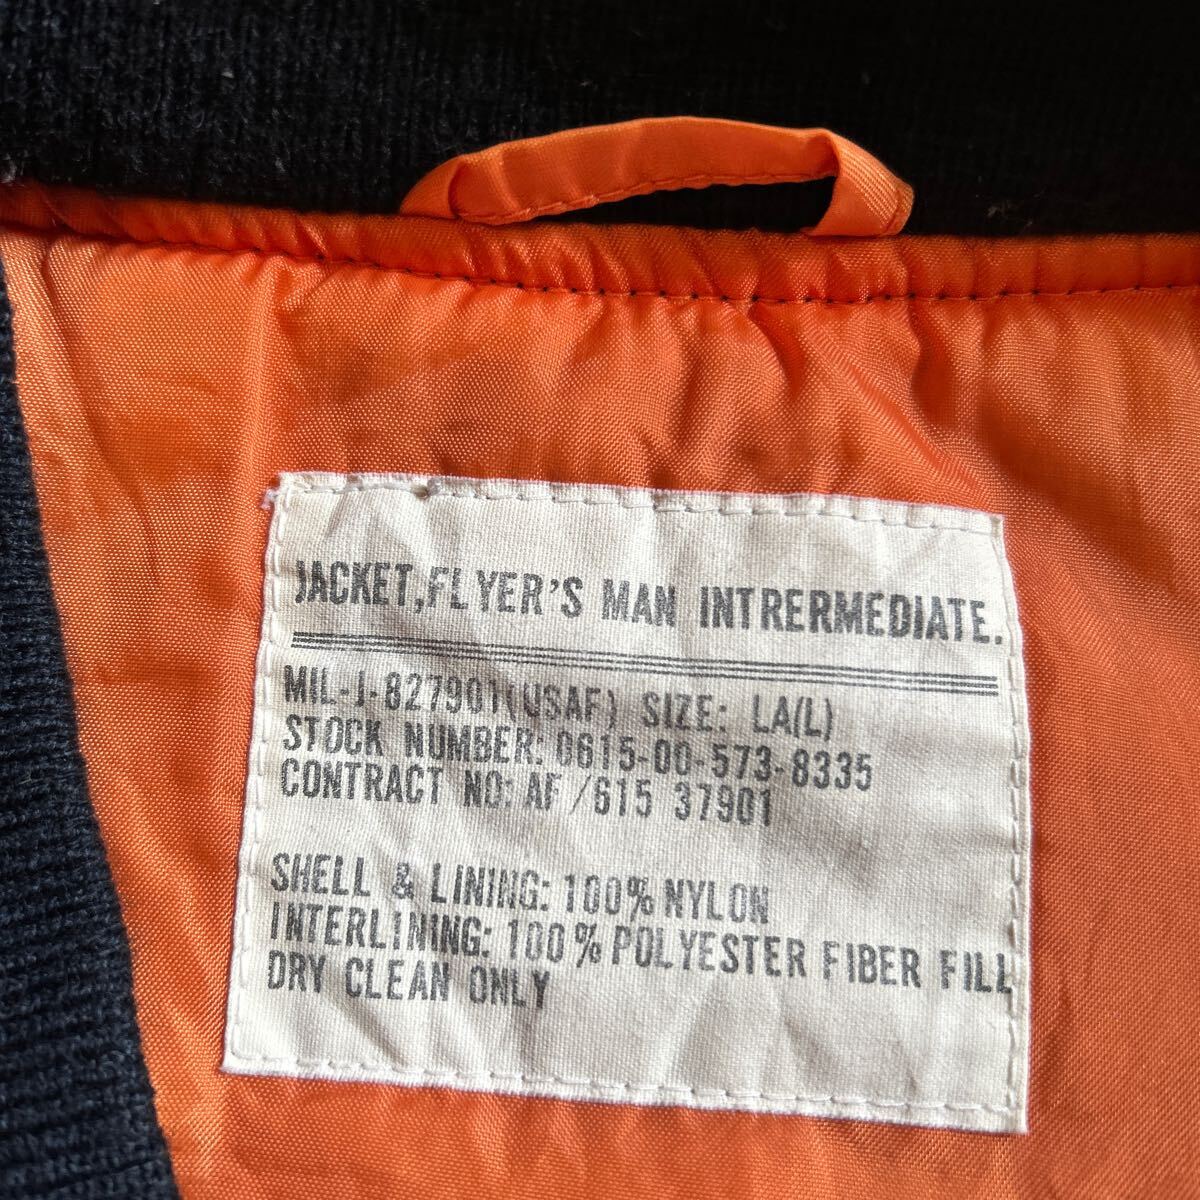 JACKET,FLYER'S MAN INTRERMEDIATE.
MIL-J-827901(USAF) SIZE: LA(L)
STOCK NUMBER: 0615-00-573-8335
CONTRACT NO: AF/615 37901
SHELL & LINING: 100% NYLON
INTERLINING: 100% POLYESTER FIBER FILL
DRY CLEAN ONLY